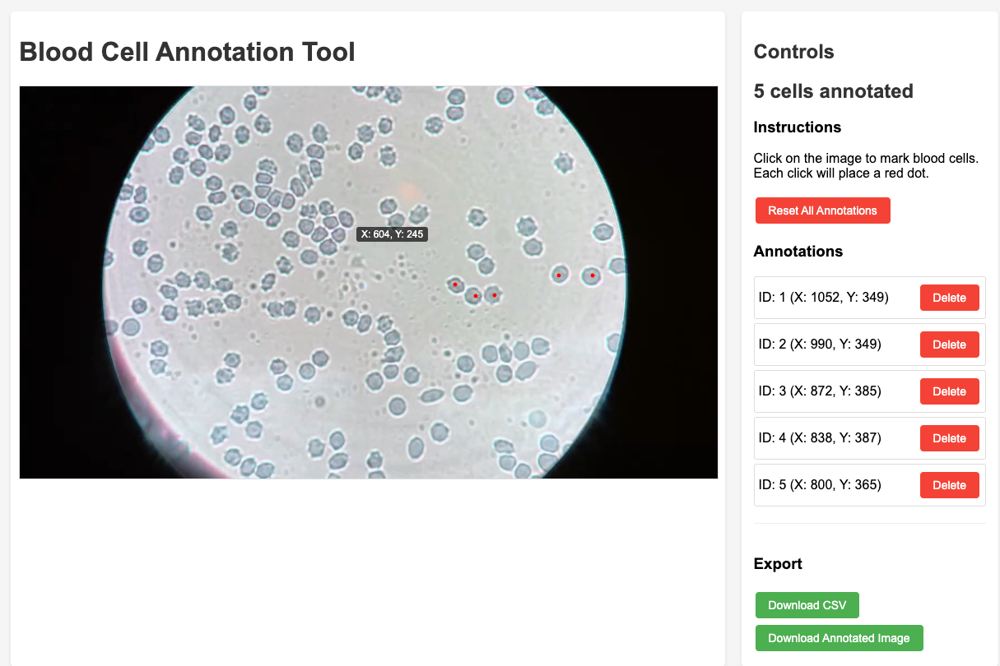 Blood Cell Annotation Tool
X: 604, Y: 245
Controls
5 cells annotated
Instructions
Click on the image to mark blood cells.
Each click will place a red dot.
Reset All Annotations
Annotations
ID: 1 (X: 1052, Y: 349)
Delete
ID: 2 (X: 990, Y: 349)
Delete
ID: 3 (X: 872, Y: 385)
Delete
ID: 4 (X: 838, Y: 387)
Delete
ID: 5 (X: 800, Y: 365)
Delete
Export
Download CSV
Download Annotated Image